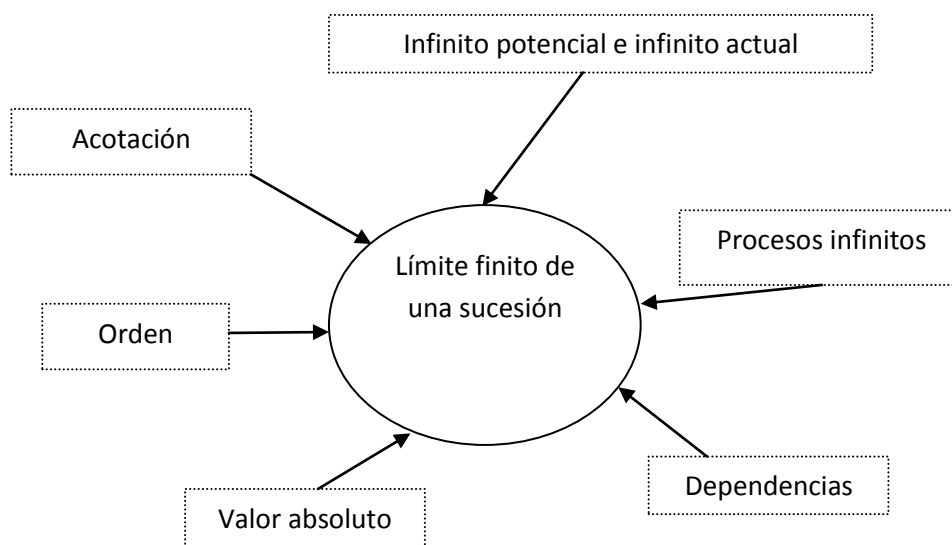 Infinito potencial e infinito actual
Acotación
Procesos infinitos
Límite finito de
una sucesión
Orden
Dependencias
Valor absoluto